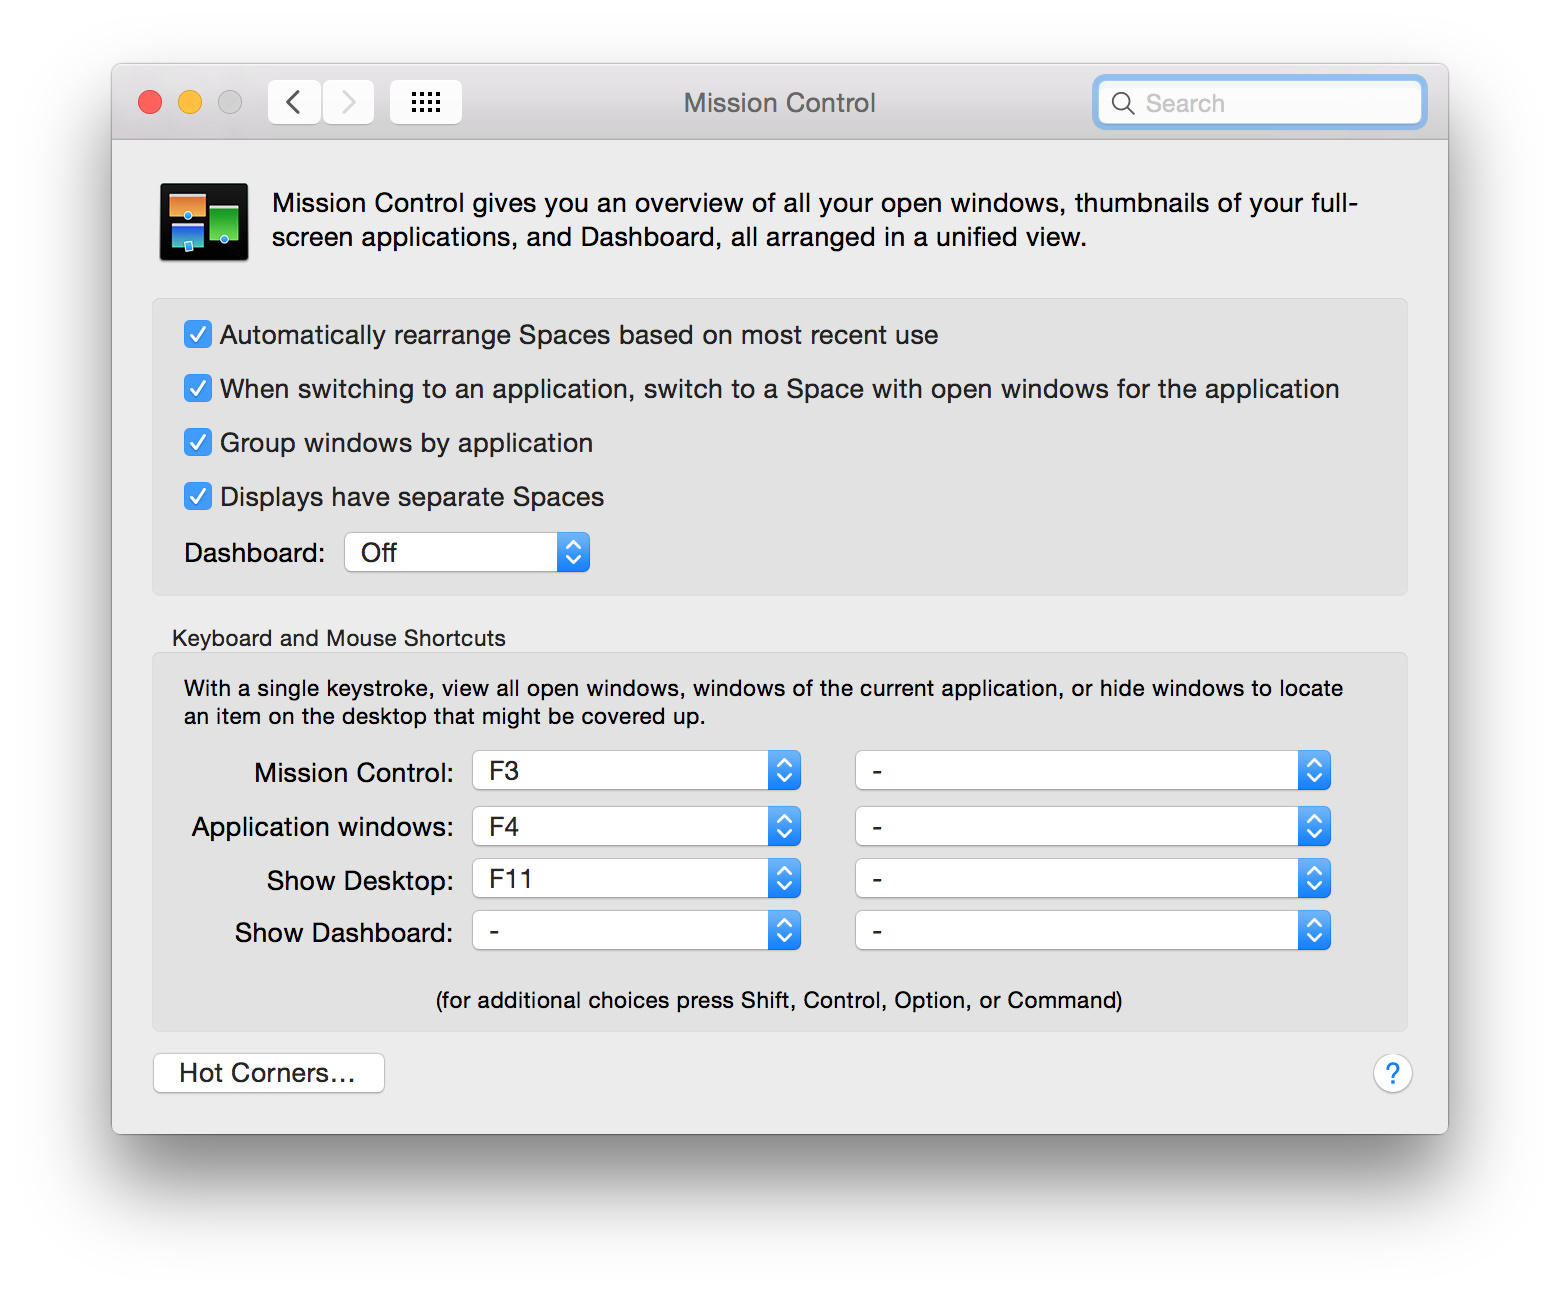 Mission Control
Search
Mission Control gives you an overview of all your open windows, thumbnails of your full-
screen applications, and Dashboard, all arranged in a unified view.
Automatically rearrange Spaces based on most recent use
When switching to an application, switch to a Space with open windows for the application
Group windows by application
Displays have separate Spaces
Dashboard: Off
Keyboard and Mouse Shortcuts
With a single keystroke, view all open windows, windows of the current application, or hide windows to locate
an item on the desktop that might be covered up.
Mission Control: F3 -
Application windows: F4 -
Show Desktop: F11 -
Show Dashboard: - -
(for additional choices press Shift, Control, Option, or Command)
Hot Corners... ?